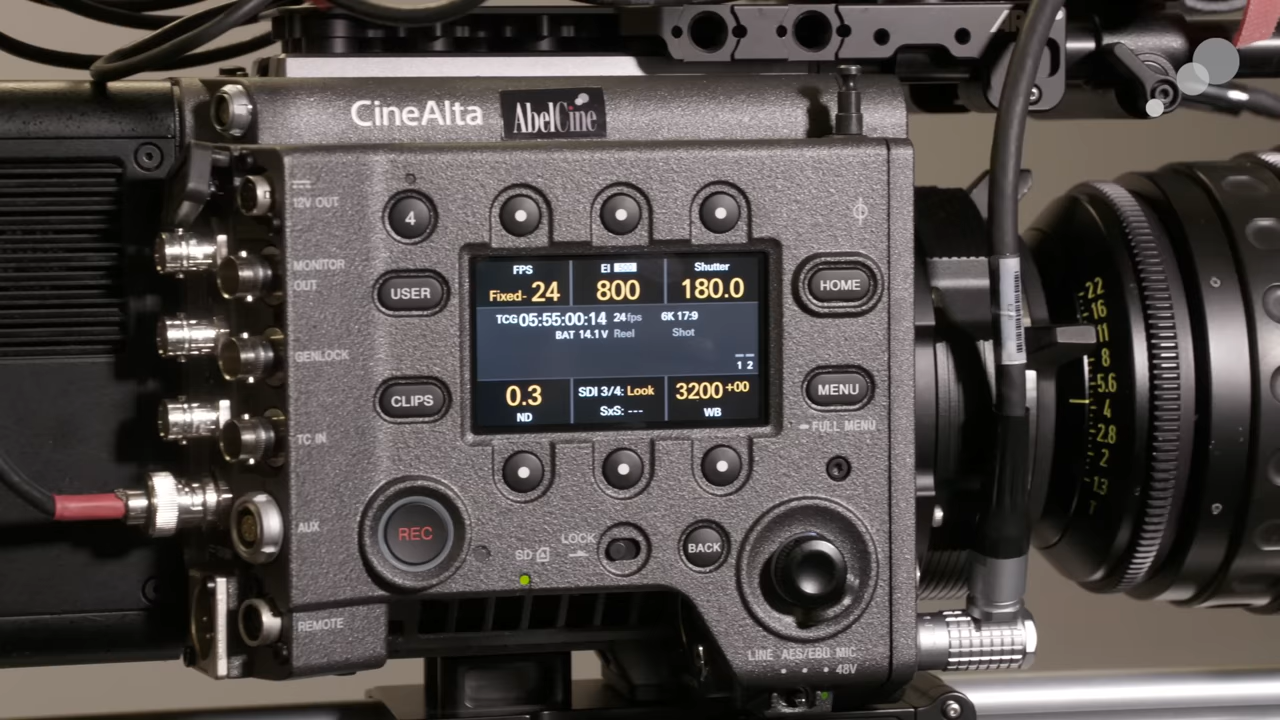 CineAlta
AbelCine
12V OUT
MONITOR
OUT
GENLOCK
TC IN
AUX
REMOTE
4
USER
CLIPS
REC
FPS
Fixed- 24
EI 500
800
Shutter
180.0
TCG 05:55:00:14 24fps 6K 17:9
BAT 14.1V Reel Shot
1 2
0.3
ND
SDI 3/4: Look
SxS: ---
3200+00
WB
HOME
MENU
FULL MENU
SD
LOCK
BACK
LINE AES/EBU MIC
48V
22
16
11
8
5.6
4
2.8
2
1.3
T